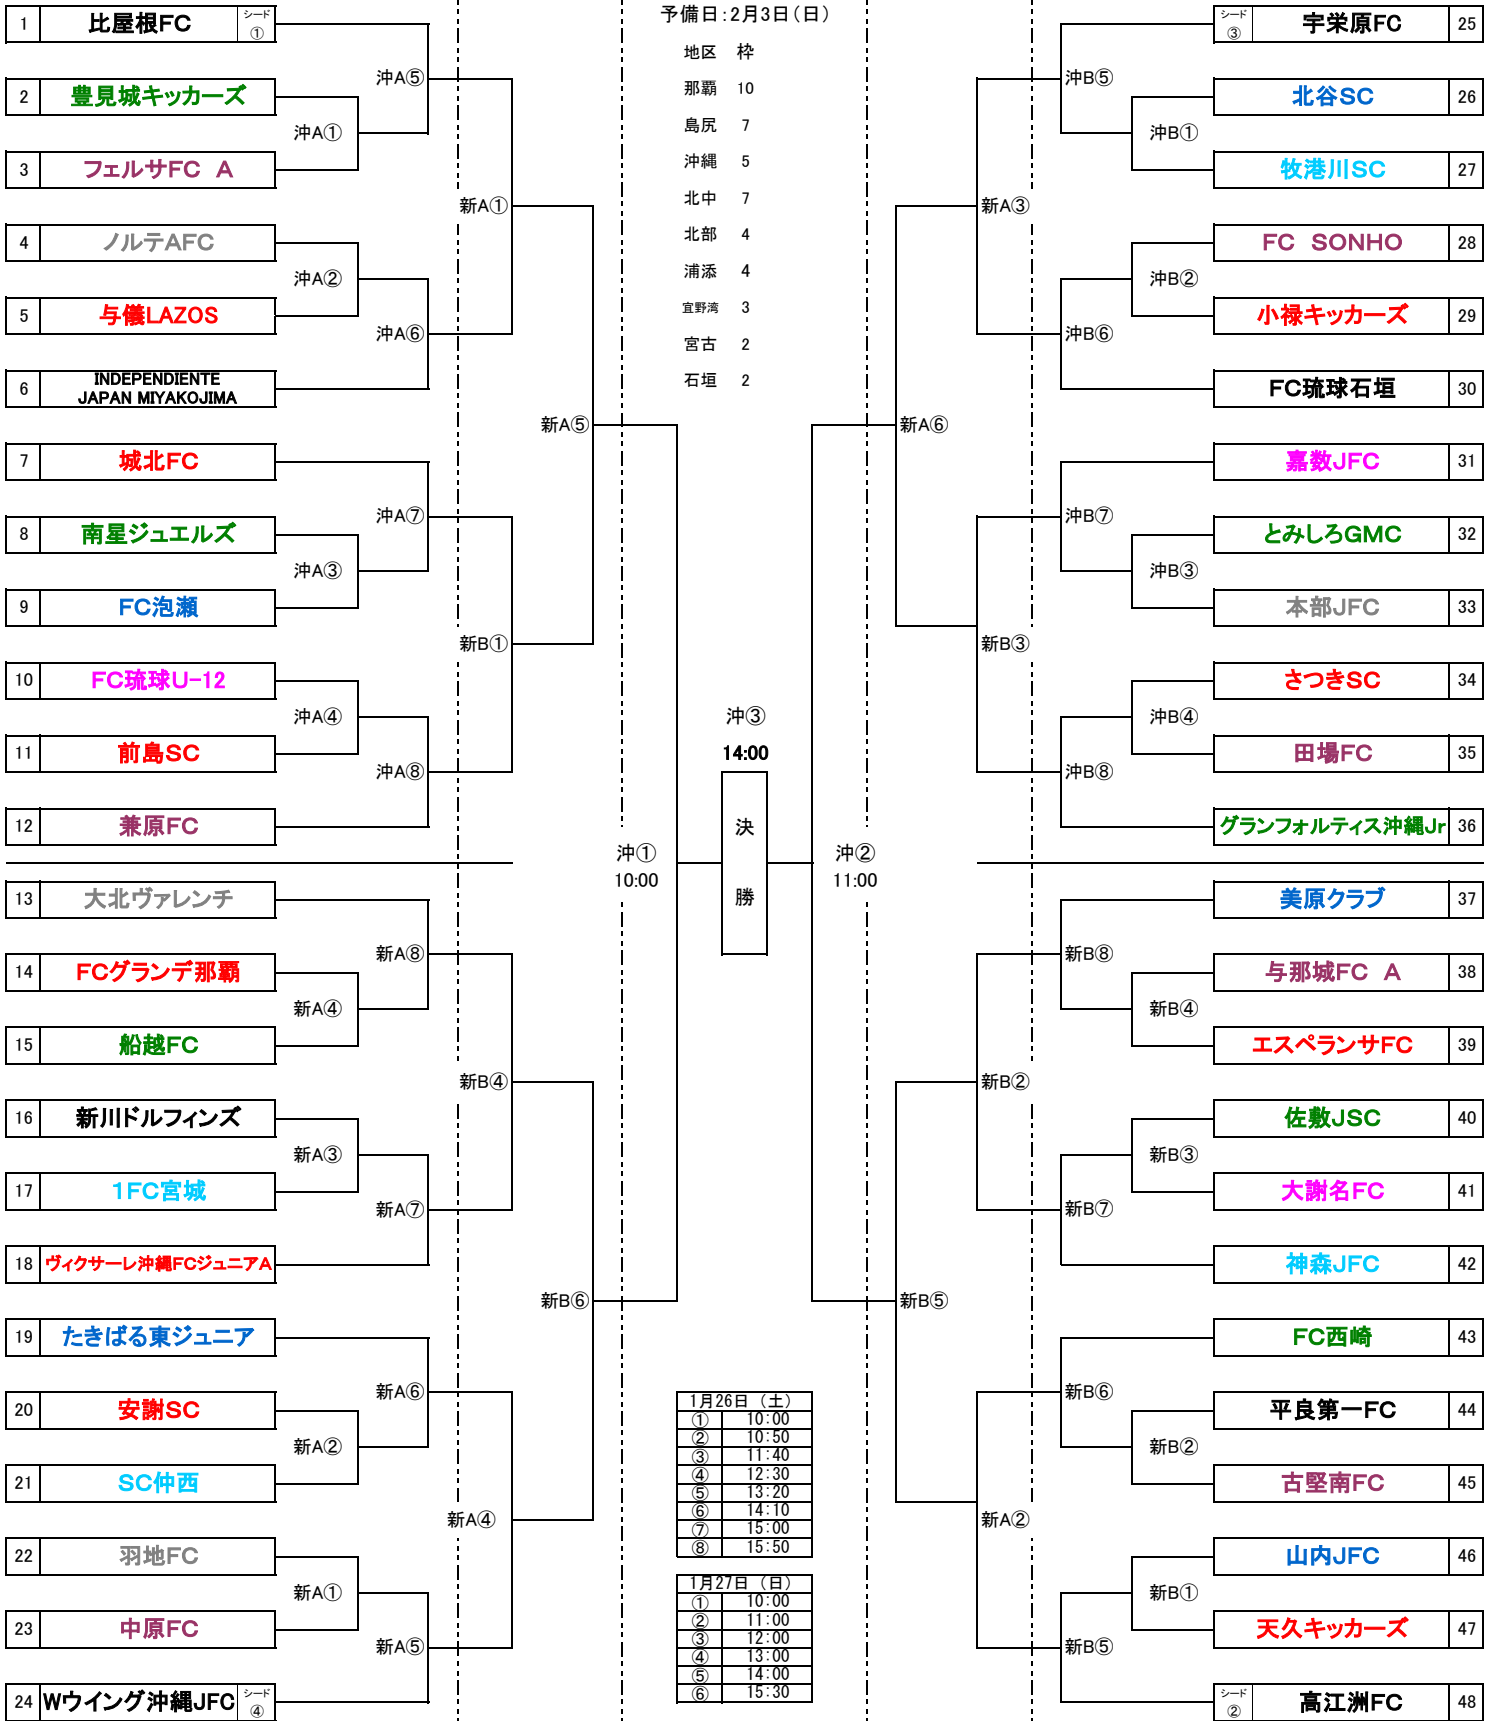 予備日:2月3日(日)
地区 枠
那覇 10
島尻 7
沖縄 5
北中 7
北部 4
浦添 4
宜野湾 3
宮古 2
石垣 2
1 比屋根FC シード①
2 豊見城キッカーズ
3 フェルサFC A
4 ノルテAFC
5 与儀LAZOS
6 INDEPENDIENTE
JAPAN MIYAKOJIMA
7 城北FC
8 南星ジュエルズ
9 FC泡瀬
10 FC琉球U-12
11 前島SC
12 兼原FC
13 大北ヴァレンチ
14 FCグランデ那覇
15 船越FC
16 新川ドルフィンズ
17 1FC宮城
18 ヴィクサーレ沖縄FCジュニアA
19 たきばる東ジュニア
20 安謝SC
21 SC仲西
22 羽地FC
23 中原FC
24 Wウイング沖縄JFC シード④
沖A①
沖A②
沖A③
沖A④
新A④
新A③
新A②
新A①
沖A⑤
沖A⑥
沖A⑦
沖A⑧
新A⑧
新A⑦
新A⑥
新A⑤
新A①
新B①
新B④
新A④
新A⑤
新B⑥
沖①
10:00
沖③
14:00
決
勝
沖②
11:00
新A⑥
新B⑤
新A③
新B③
新B②
新A②
沖B⑤
沖B⑥
沖B⑦
沖B⑧
新B⑧
新B⑦
新B⑥
新B⑤
沖B①
沖B②
沖B③
沖B④
新B④
新B③
新B②
新B①
シード③ 宇栄原FC 25
北谷SC 26
牧港川SC 27
FC SONHO 28
小禄キッカーズ 29
FC琉球石垣 30
嘉数JFC 31
とみしろGMC 32
本部JFC 33
さつきSC 34
田場FC 35
グランフォルティス沖縄Jr 36
美原クラブ 37
与那城FC A 38
エスペランサFC 39
佐敷JSC 40
大謝名FC 41
神森JFC 42
FC西崎 43
平良第一FC 44
古堅南FC 45
山内JFC 46
天久キッカーズ 47
シード② 高江洲FC 48
1月26日 (土)
① 10:00
② 10:50
③ 11:40
④ 12:30
⑤ 13:20
⑥ 14:10
⑦ 15:00
⑧ 15:50
1月27日 (日)
① 10:00
② 11:00
③ 12:00
④ 13:00
⑤ 14:00
⑥ 15:30